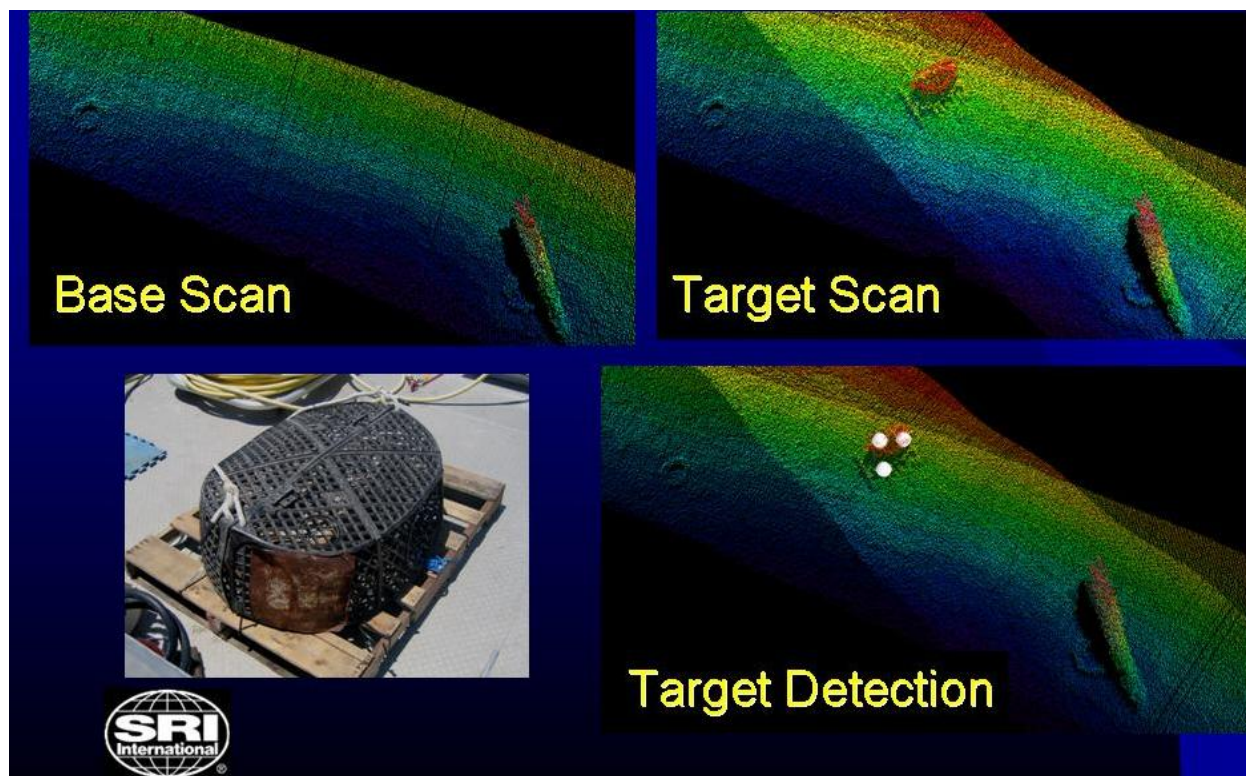 Base Scan
Target Scan
Target Detection
SRI
International
®